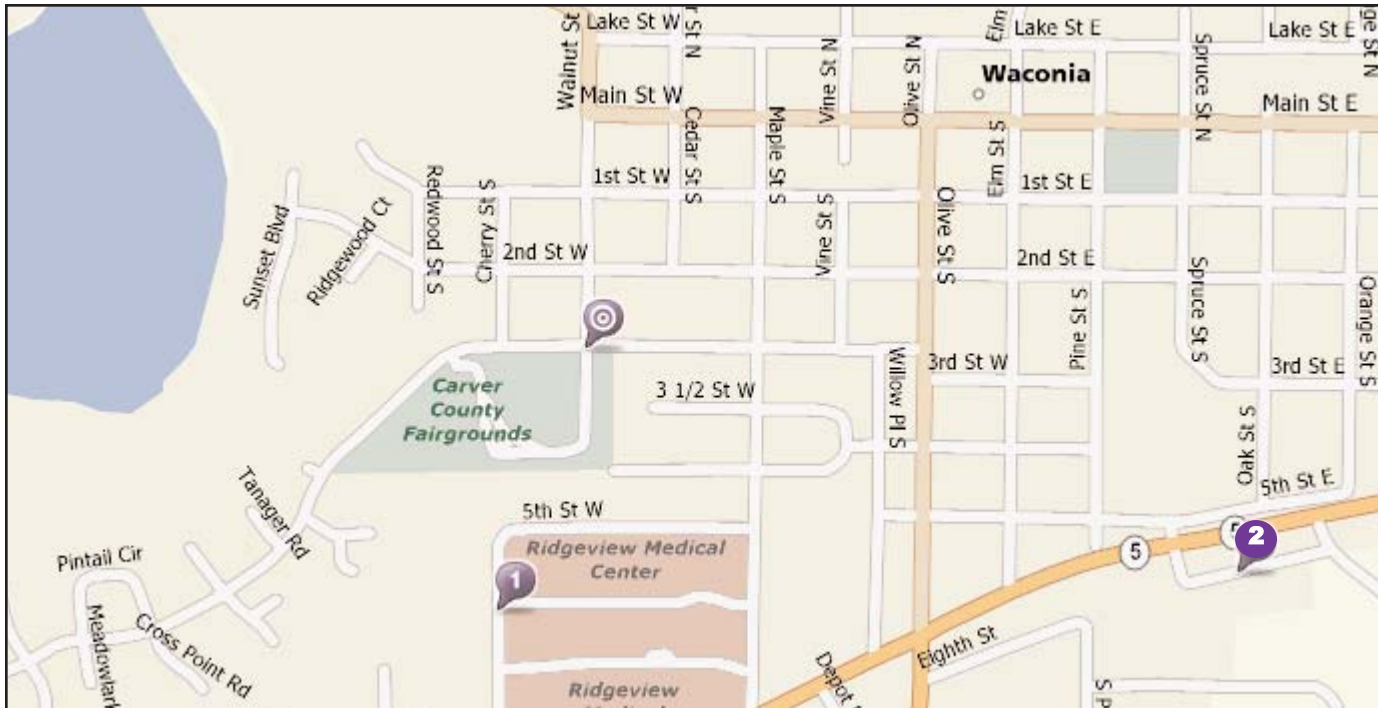 Lake St W
Lake St E
Lake St E
Walnut St
Vine St N
Olive St N
Elm
Spruce St N
Waconia
Main St W
Main St E
Cedar St S
Maple St S
Elm St S
1st St W
1st St E
Redwood St S
Cherry St S
Vine St S
Olive St S
Sunset Blvd
Ridgewood Ct
2nd St W
2nd St E
Spruce St S
Orange St S
Pine St S
3rd St W
3rd St E
Willow Pl S
3 1/2 St W
Carver
County
Fairgrounds
Oak St S
5th St E
Tanager Rd
5th St W
5
2
Ridgeview Medical
Center
1
5
Pintail Cir
Meadowlark
Cross Point Rd
Eighth St
Depot
Ridgeview